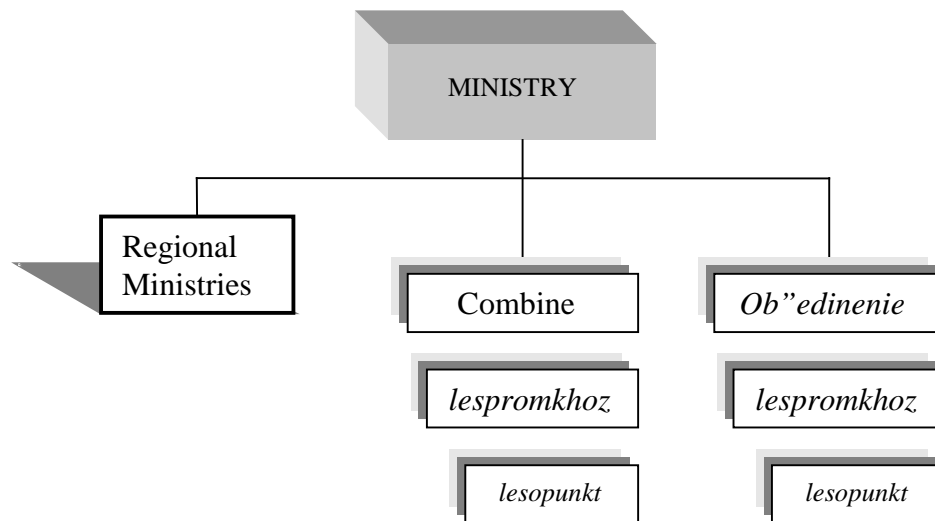 MINISTRY
Regional
Ministries
Combine
Ob”edinenie
lespromkhoz
lespromkhoz
lesopunkt
lesopunkt